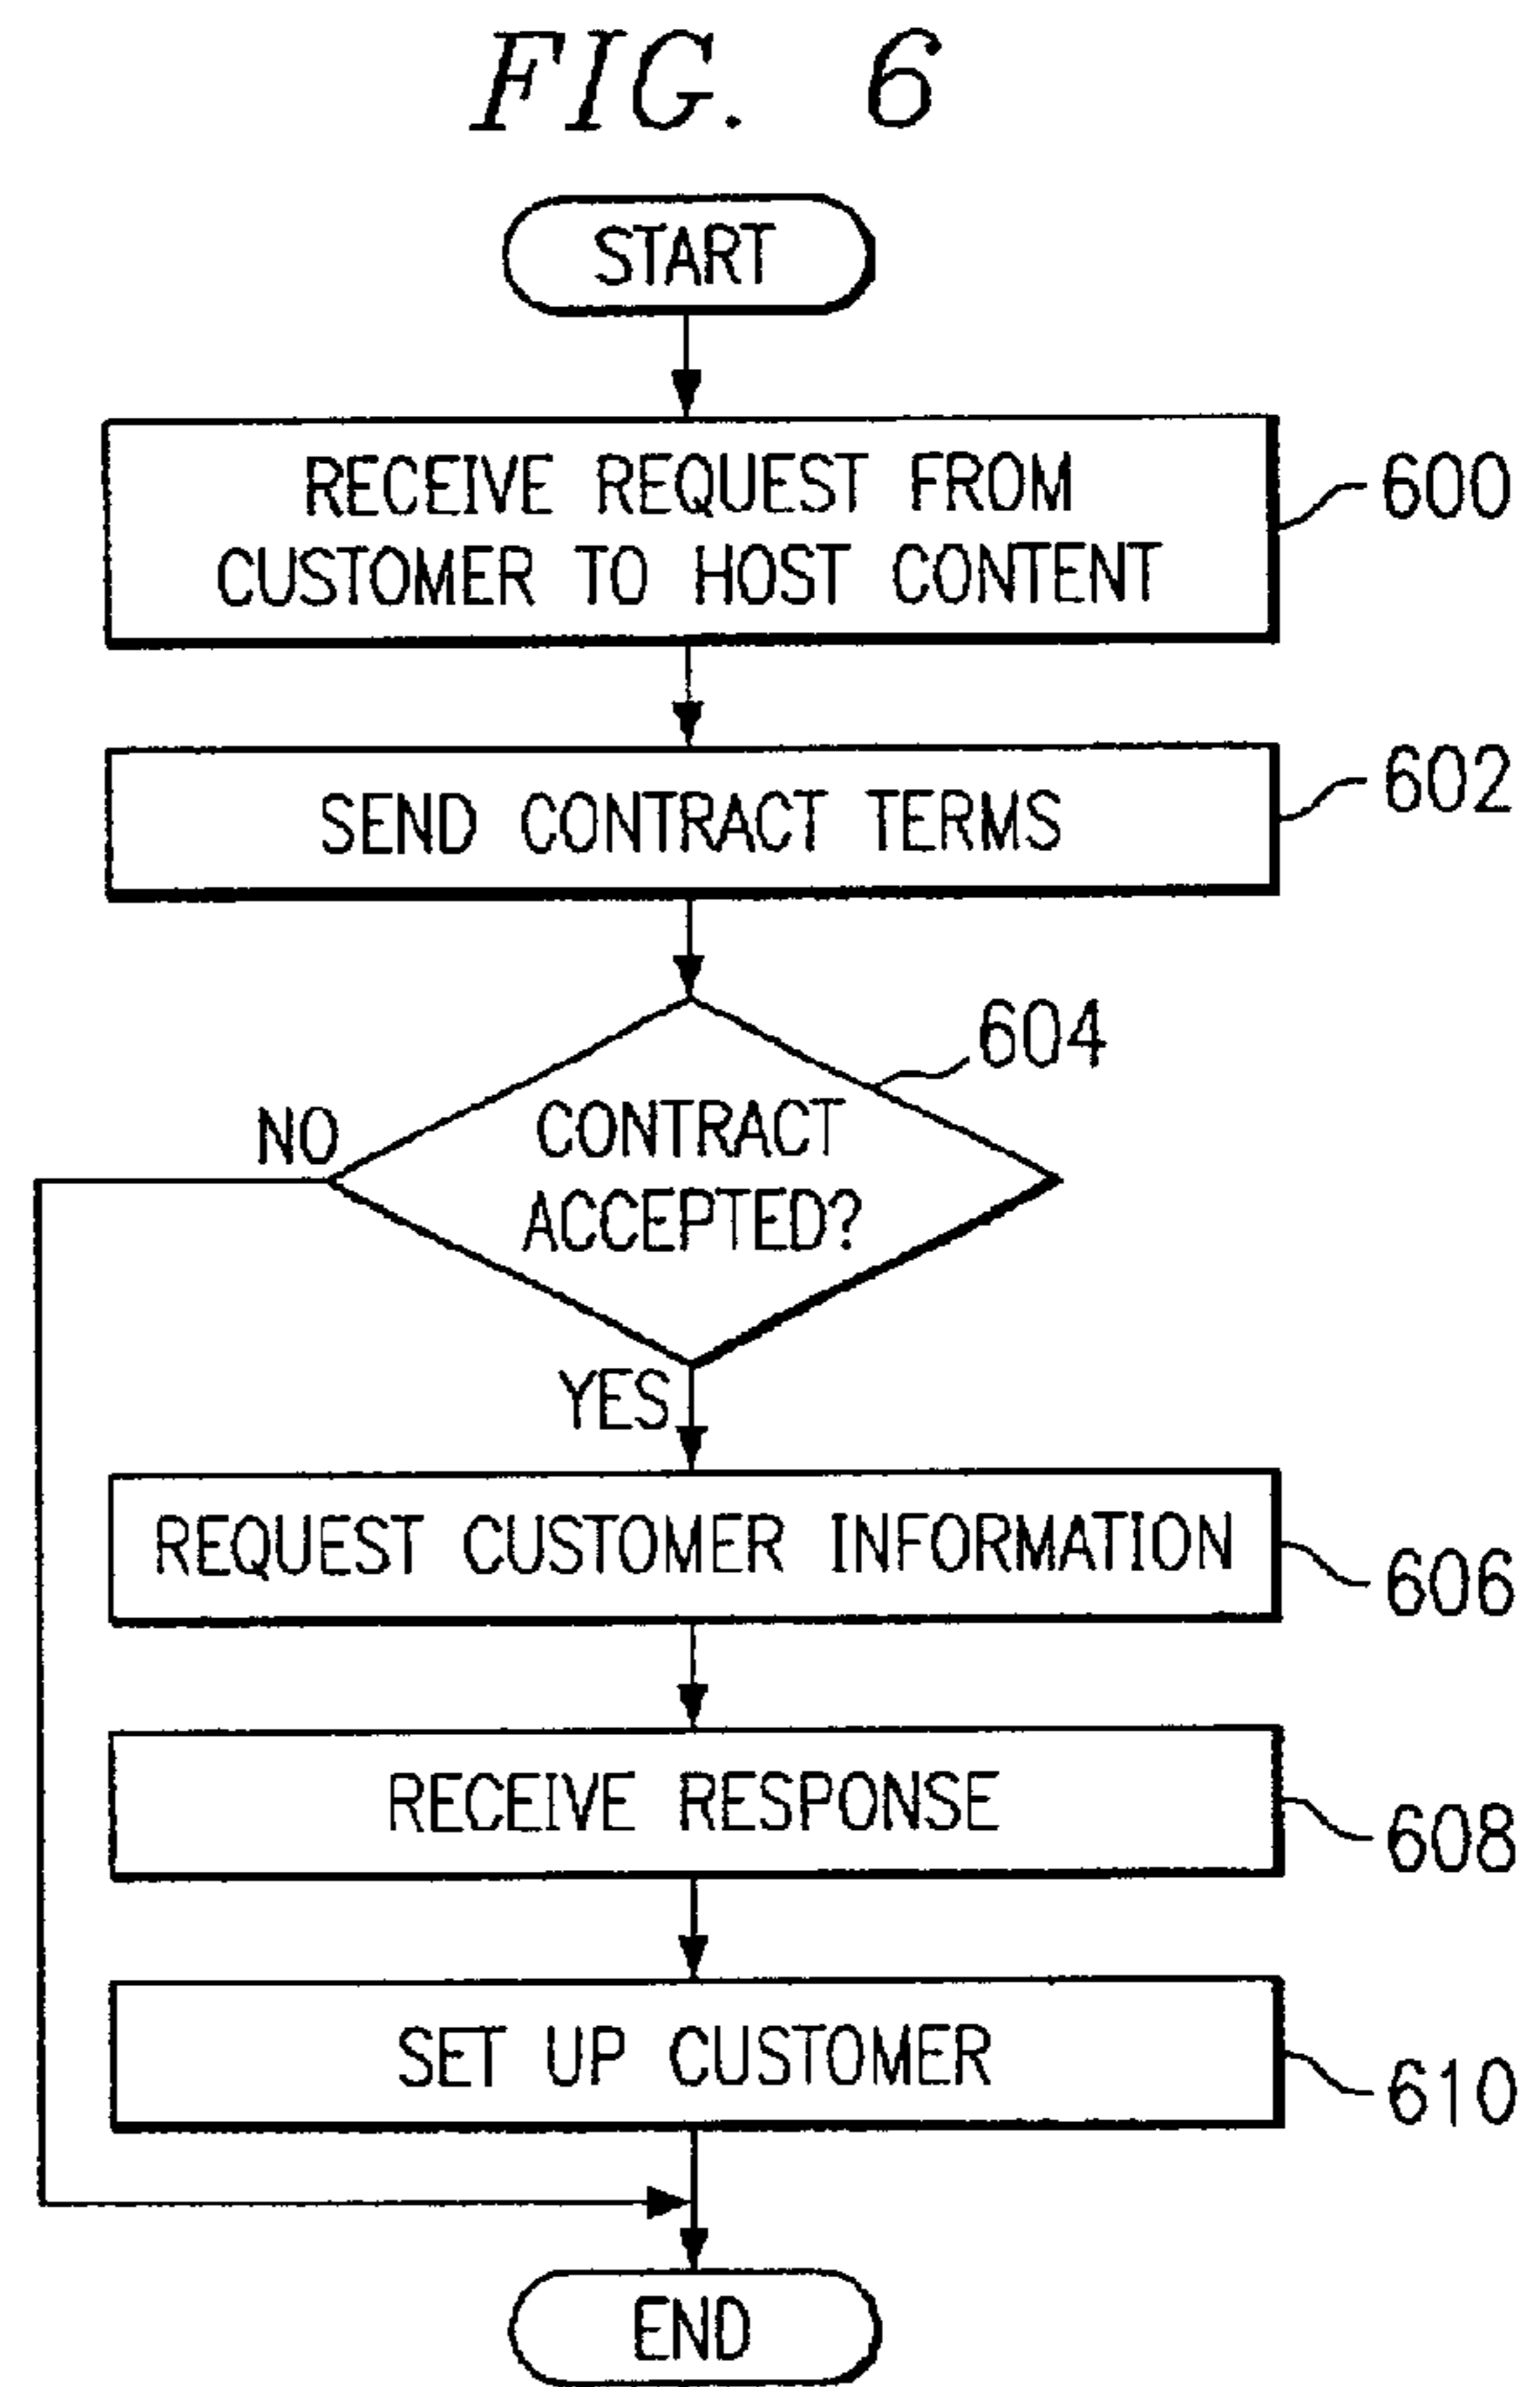 FIG. 6
START
RECEIVE REQUEST FROM
CUSTOMER TO HOST CONTENT
600
SEND CONTRACT TERMS
602
604
CONTRACT
ACCEPTED?
NO
YES
REQUEST CUSTOMER INFORMATION
606
RECEIVE RESPONSE
608
SET UP CUSTOMER
610
END